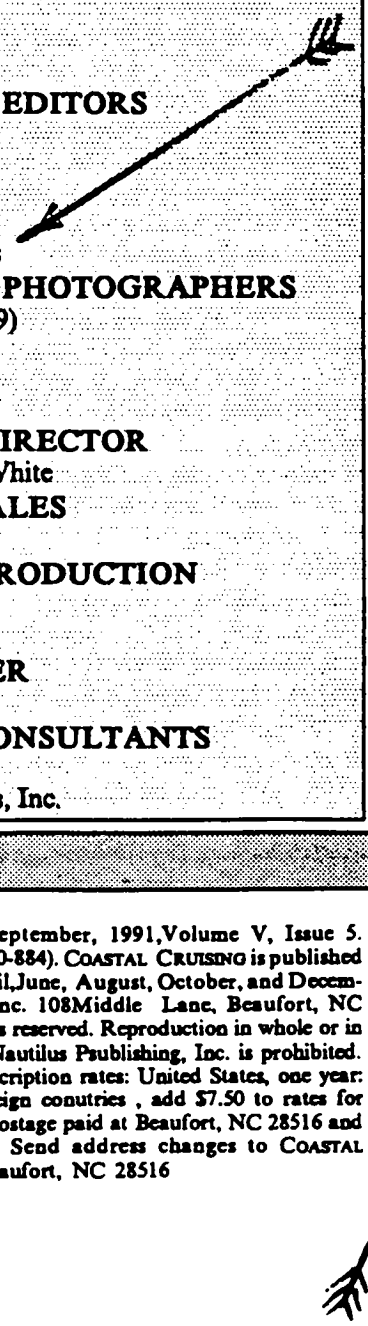 EDITORS
s
PHOTOGRAPHERS
9)
IRECTOR
White
ALES
RODUCTION
ER
ONSULTANTS
s, Inc.
eptember, 1991,Volume V, Issue 5.
0-884). COASTAL CRUISING is published
il,June, August, October, and Decem-
nc. 108Middle Lane, Beaufort, NC
s reserved. Reproduction in whole or in
Nautilus Psublishing, Inc. is prohibited.
cription rates: United States, one year:
eign conutries , add $7.50 to rates for
ostage paid at Beaufort, NC 28516 and
Send address changes to COASTAL
aufort, NC 28516